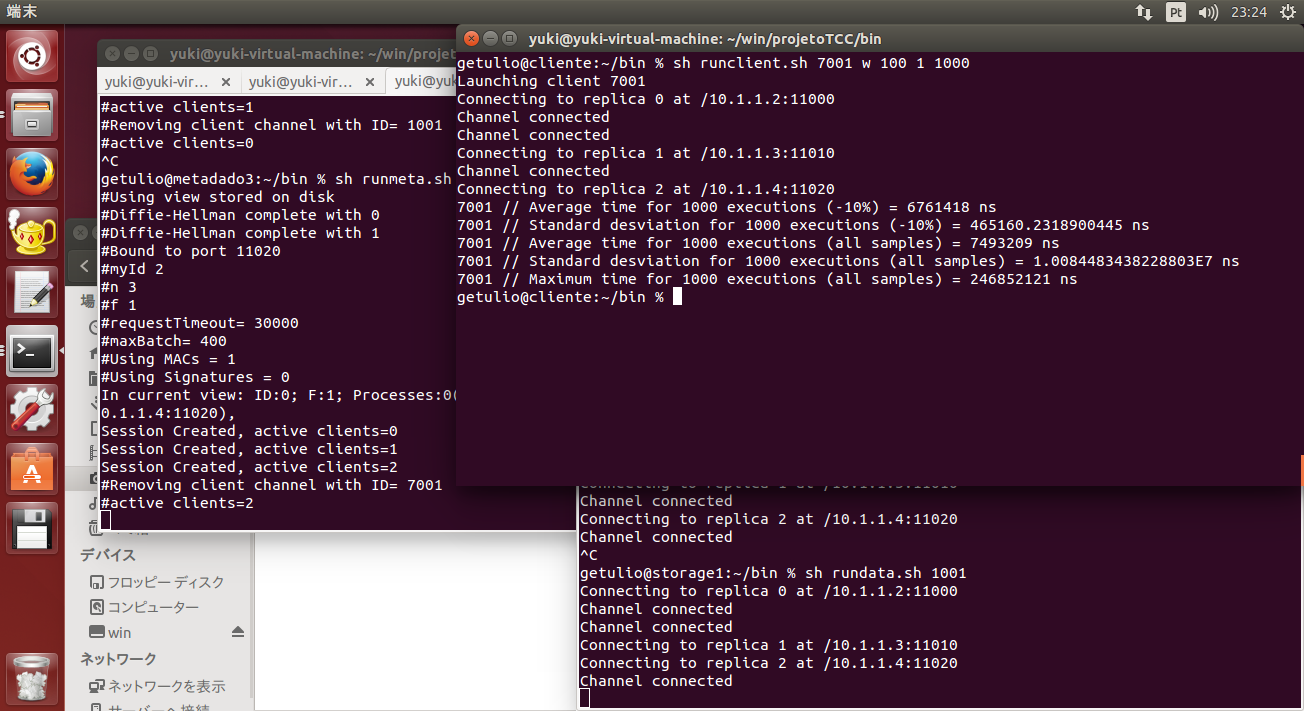 端末
Pt
23:24
yuki@yuki-virtual-machine: ~/win/projet
yuki@yuki-vir...
yuki@yuki-vir...
#active clients=1
#Removing client channel with ID= 1001
#active clients=0
^C
getulio@metadado3:~/bin % sh runmeta.sh
#Using view stored on disk
#Diffie-Hellman complete with 0
#Diffie-Hellman complete with 1
#Bound to port 11020
#myId 2
#n 3
#f 1
#requestTimeout= 30000
#maxBatch= 400
#Using MACs = 1
#Using Signatures = 0
In current view: ID:0; F:1; Processes:0(
0.1.1.4:11020),
Session Created, active clients=0
Session Created, active clients=1
Session Created, active clients=2
#Removing client channel with ID= 7001
#active clients=2
yuki@yuki-virtual-machine: ~/win/projetoTCC/bin
getulio@cliente:~/bin % sh runclient.sh 7001 w 100 1 1000
Launching client 7001
Connecting to replica 0 at /10.1.1.2:11000
Channel connected
Channel connected
Connecting to replica 1 at /10.1.1.3:11010
Channel connected
Connecting to replica 2 at /10.1.1.4:11020
7001 // Average time for 1000 executions (-10%) = 6761418 ns
7001 // Standard desviation for 1000 executions (-10%) = 465160.2318900445 ns
7001 // Average time for 1000 executions (all samples) = 7493209 ns
7001 // Standard desviation for 1000 executions (all samples) = 1.0084483438228803E7 ns
7001 // Maximum time for 1000 executions (all samples) = 246852121 ns
getulio@cliente:~/bin %
Connecting to replica 1 at /10.1.1.3:11010
Channel connected
Connecting to replica 2 at /10.1.1.4:11020
Channel connected
^C
getulio@storage1:~/bin % sh rundata.sh 1001
Connecting to replica 0 at /10.1.1.2:11000
Channel connected
Channel connected
Connecting to replica 1 at /10.1.1.3:11010
Connecting to replica 2 at /10.1.1.4:11020
Channel connected
場
デバイス
フロッピー ディスク
コンピューター
win
ネットワーク
ネットワークを表示
サーバーへ接続